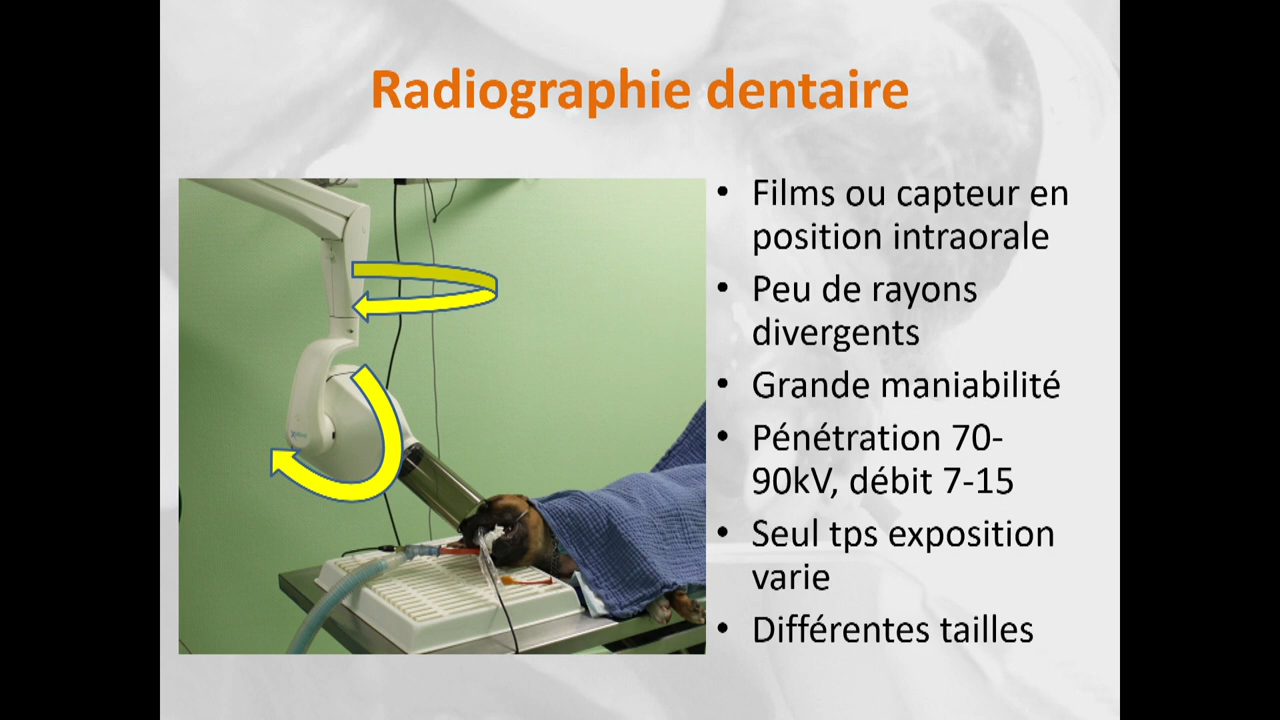 Radiographie dentaire
• Films ou capteur en
position intraorale
• Peu de rayons
divergents
• Grande maniabilité
• Pénétration 70-
90kV, débit 7-15
• Seul tps exposition
varie
• Différentes tailles